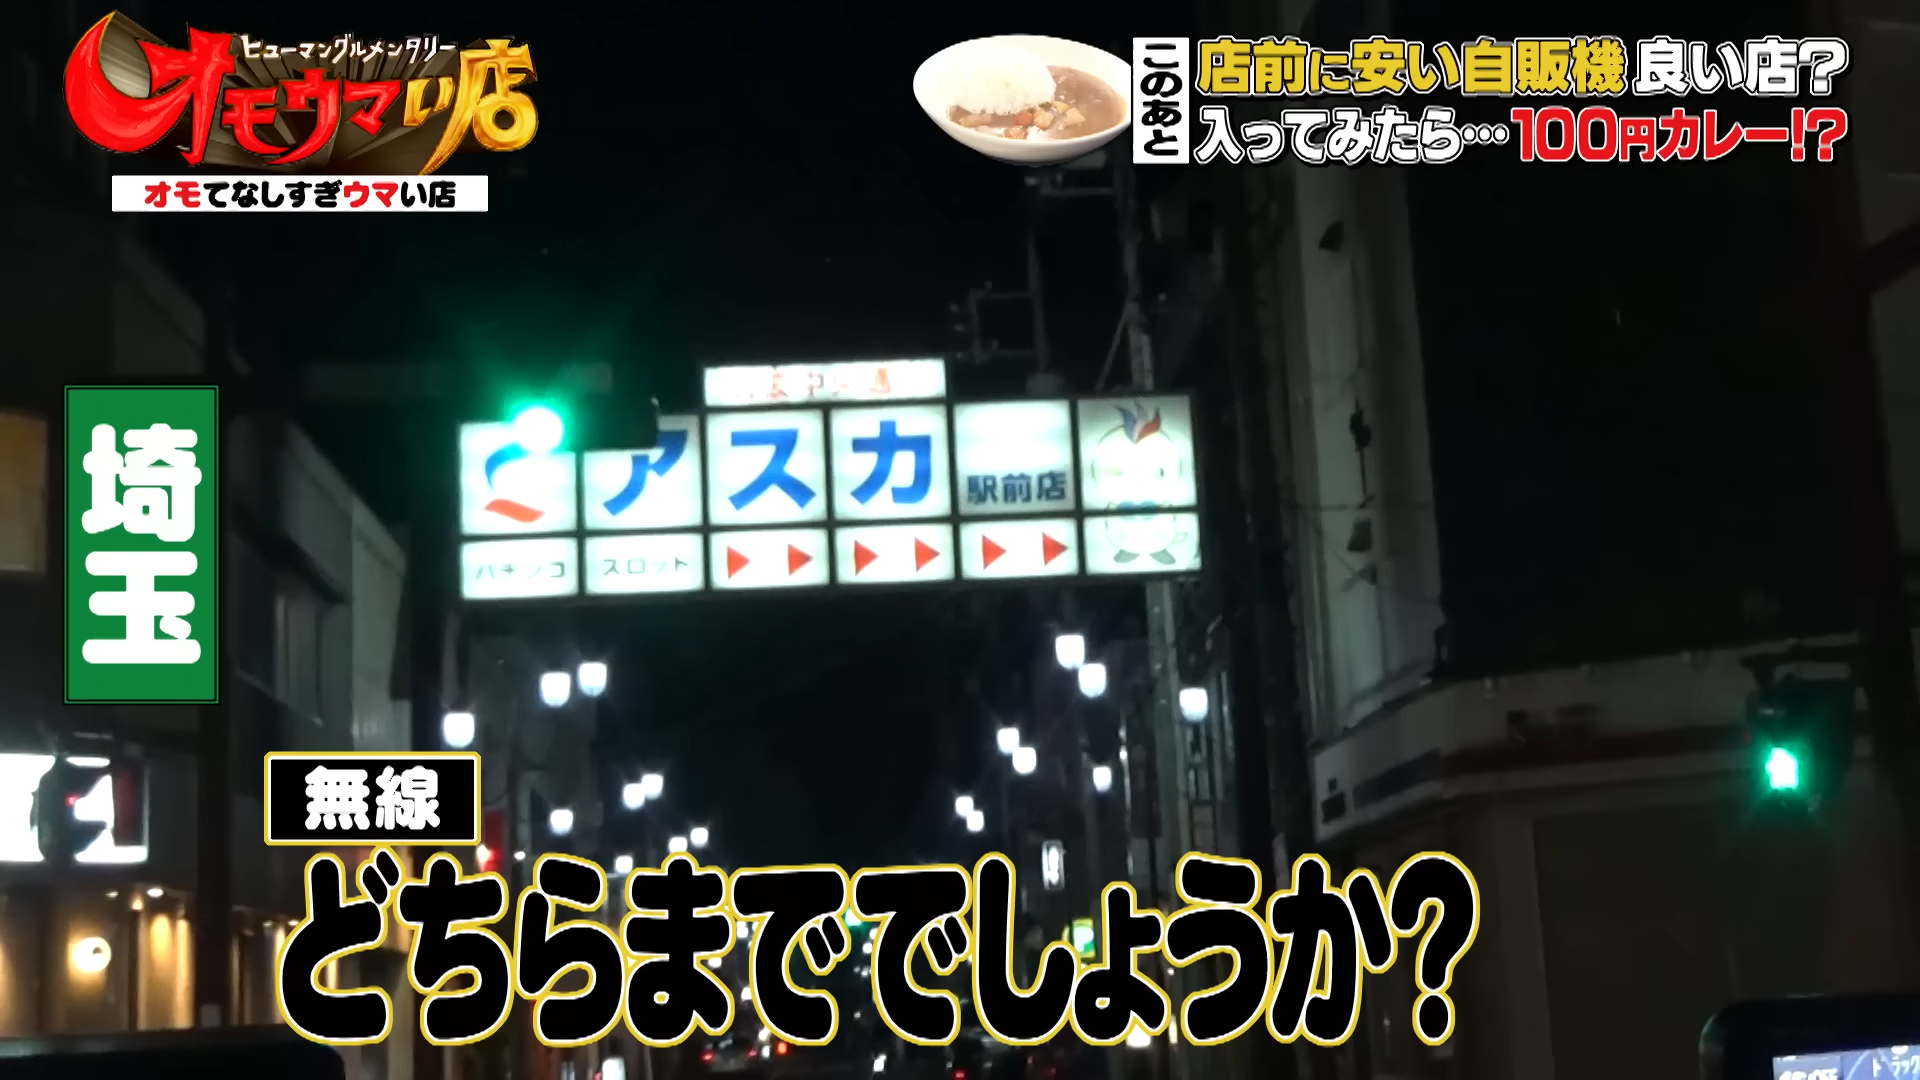 ヒューマングルメンタリー
オモウマい店
オモてなしすぎウマい店
このあと
店前に安い自販機 良い店?
入ってみたら…100円カレー!?
埼玉
アスカ
駅前店
パチンコ
スロット
無線
どちらまででしょうか?